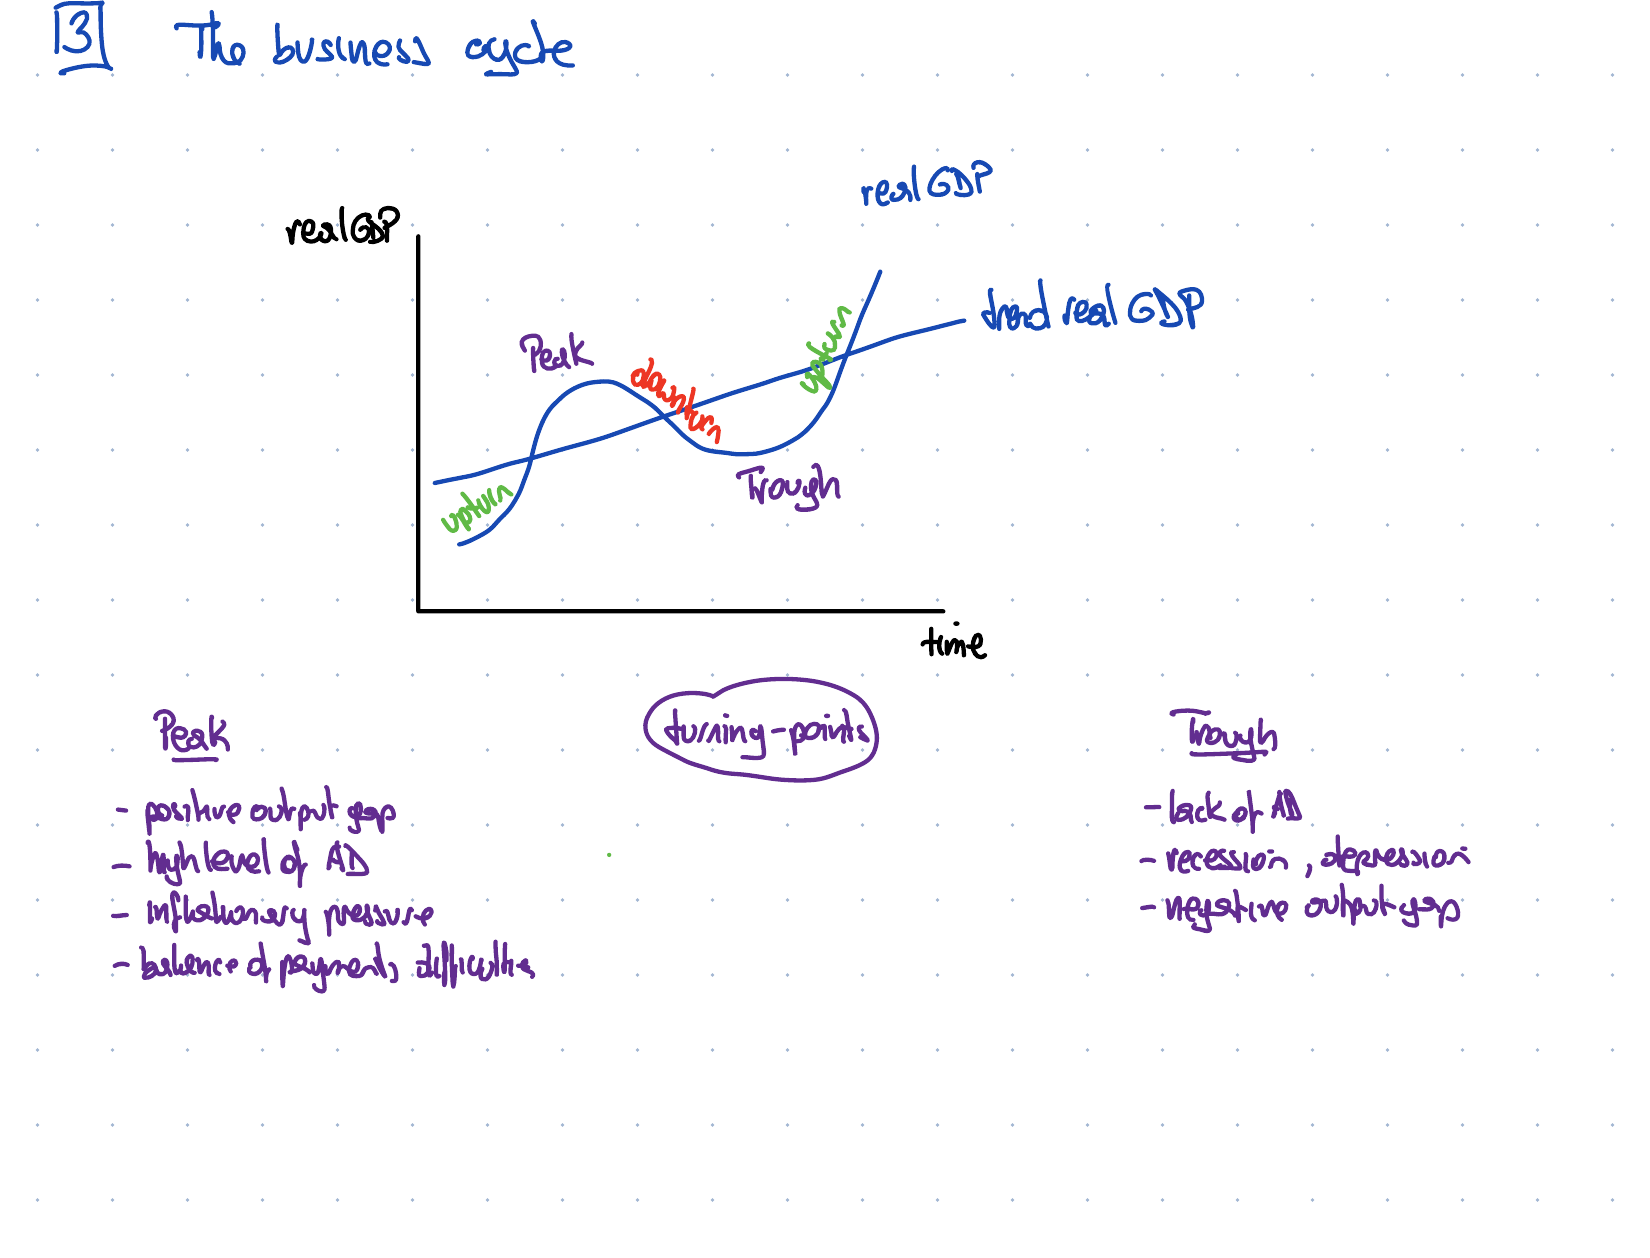 3 The business cycle
real GDP
real GDP
trend real GDP
upturn
Peak
downturn
upturn
Trough
time
Peak
turning-points
Trough
- positive output gap
- high level of AD
- inflationary pressure
- balance of payments difficulties
- lack of AD
- recession, depression
- negative output gap